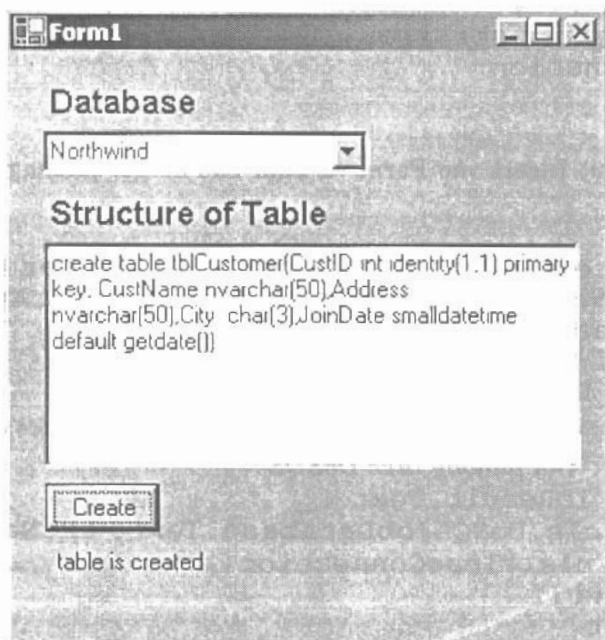 Form1
Database
Northwind
Structure of Table
create table tblCustomer(CustID int identity(1,1) primary
key, CustName nvarchar(50),Address
nvarchar(50),City char(3),JoinDate smalldatetime
default getdate())
Create
table is created